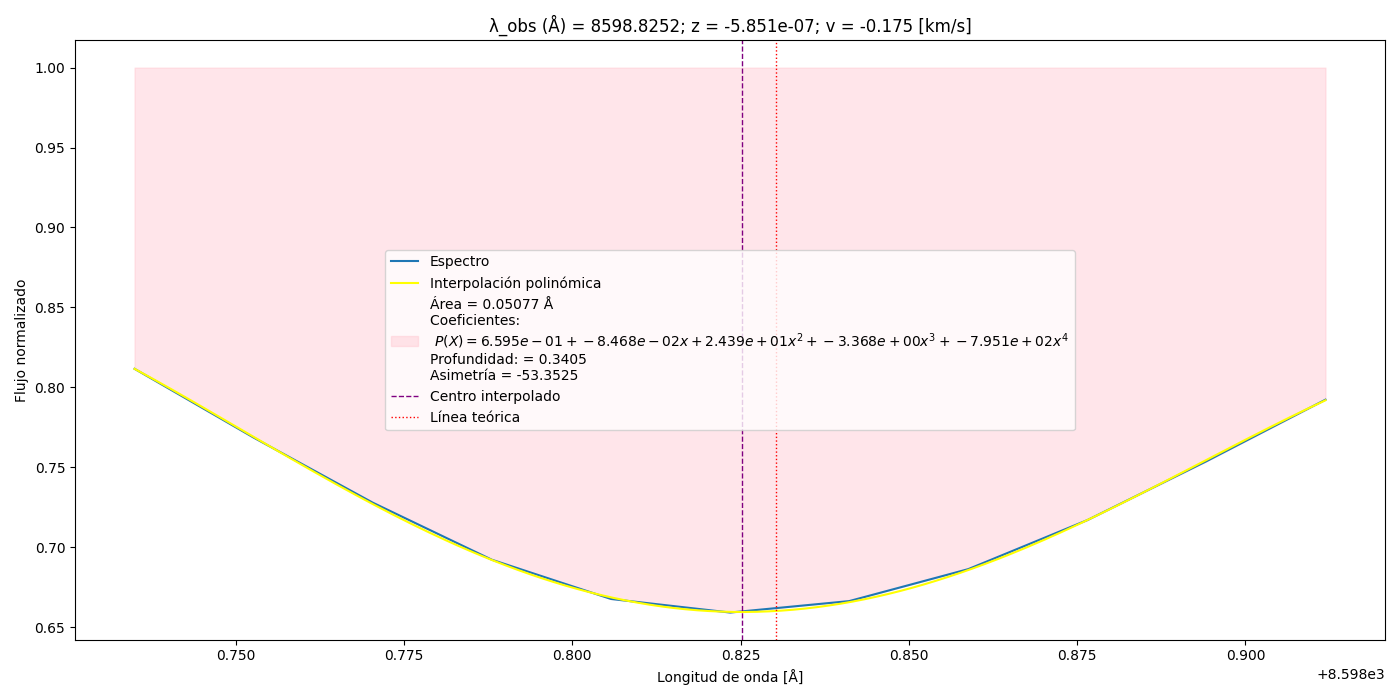 λ_obs (Å) = 8598.8252; z = -5.851e-07; v = -0.175 [km/s]
Flujo normalizado
1.00
0.95
0.90
0.85
0.80
0.75
0.70
0.65
Espectro
Interpolación polinómica
Área = 0.05077 Å
Coeficientes:
P(X) = 6.595e − 01 + −8.468e − 02x + 2.439e + 01x² + −3.368e + 00x³ + −7.951e + 02x⁴
Profundidad: = 0.3405
Asimetría = -53.3525
Centro interpolado
Línea teórica
0.750 0.775 0.800 0.825 0.850 0.875 0.900
Longitud de onda [Å]
+8.598e3